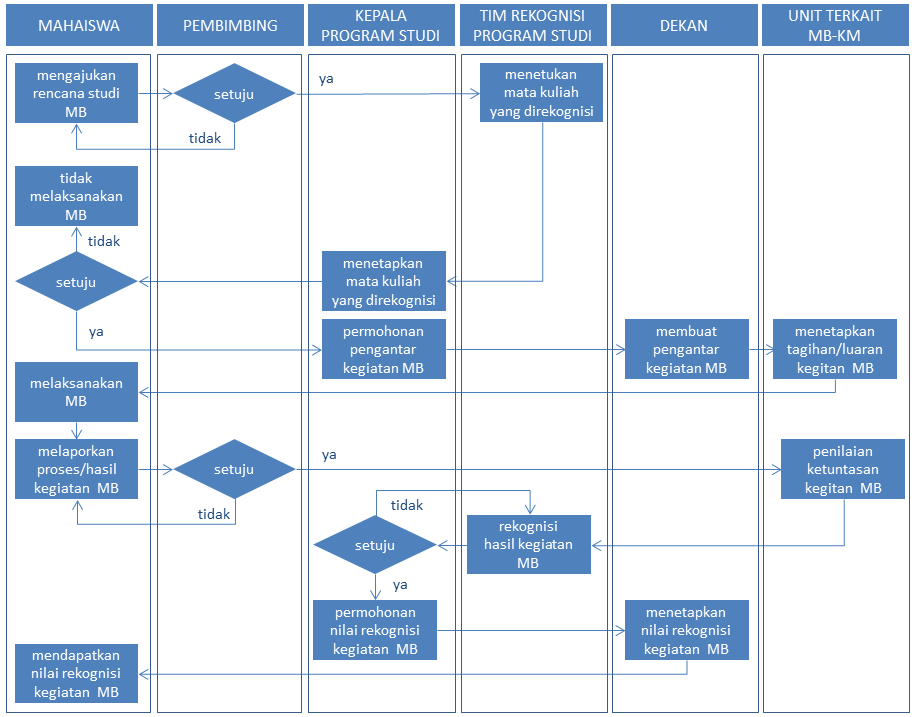 MAHAISWA
PEMBIMBING
KEPALA
PROGRAM STUDI
TIM REKOGNISI
PROGRAM STUDI
DEKAN
UNIT TERKAIT
MB-KM
mengajukan
rencana studi
MB
setuju
ya
menetukan
mata kuliah
yang direkognisi
tidak
tidak
melaksanakan
MB
tidak
setuju
menetapkan
mata kuliah
yang direkognisi
ya
permohonan
pengantar
kegiatan MB
membuat
pengantar
kegiatan MB
menetapkan
tagihan/luaran
kegitan MB
melaksanakan
MB
melaporkan
proses/hasil
kegiatan MB
setuju
ya
penilaian
ketuntasan
kegitan MB
tidak
tidak
setuju
rekognisi
hasil kegiatan
MB
ya
permohonan
nilai rekognisi
kegiatan MB
menetapkan
nilai rekognisi
kegiatan MB
mendapatkan
nilai rekognisi
kegiatan MB